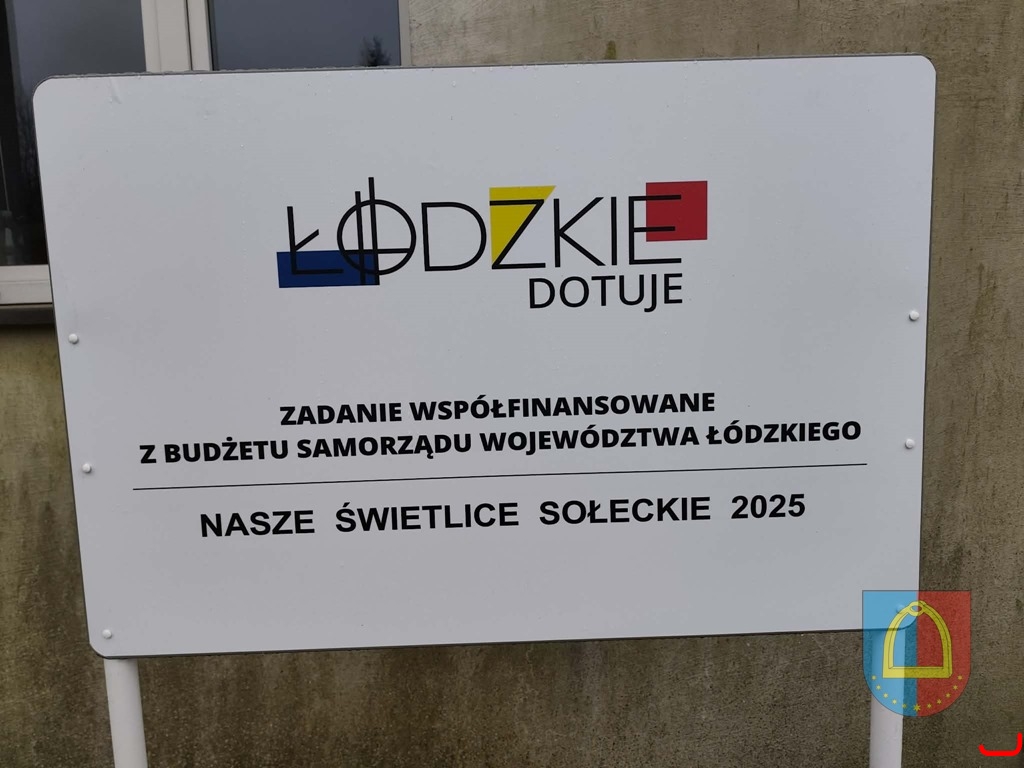 ŁÓDZKIE
DOTUJE
ZADANIE WSPÓŁFINANSOWANE
Z BUDŻETU SAMORZĄDU WOJEWÓDZTWA ŁÓDZKIEGO
NASZE ŚWIETLICE SOŁECKIE 2025